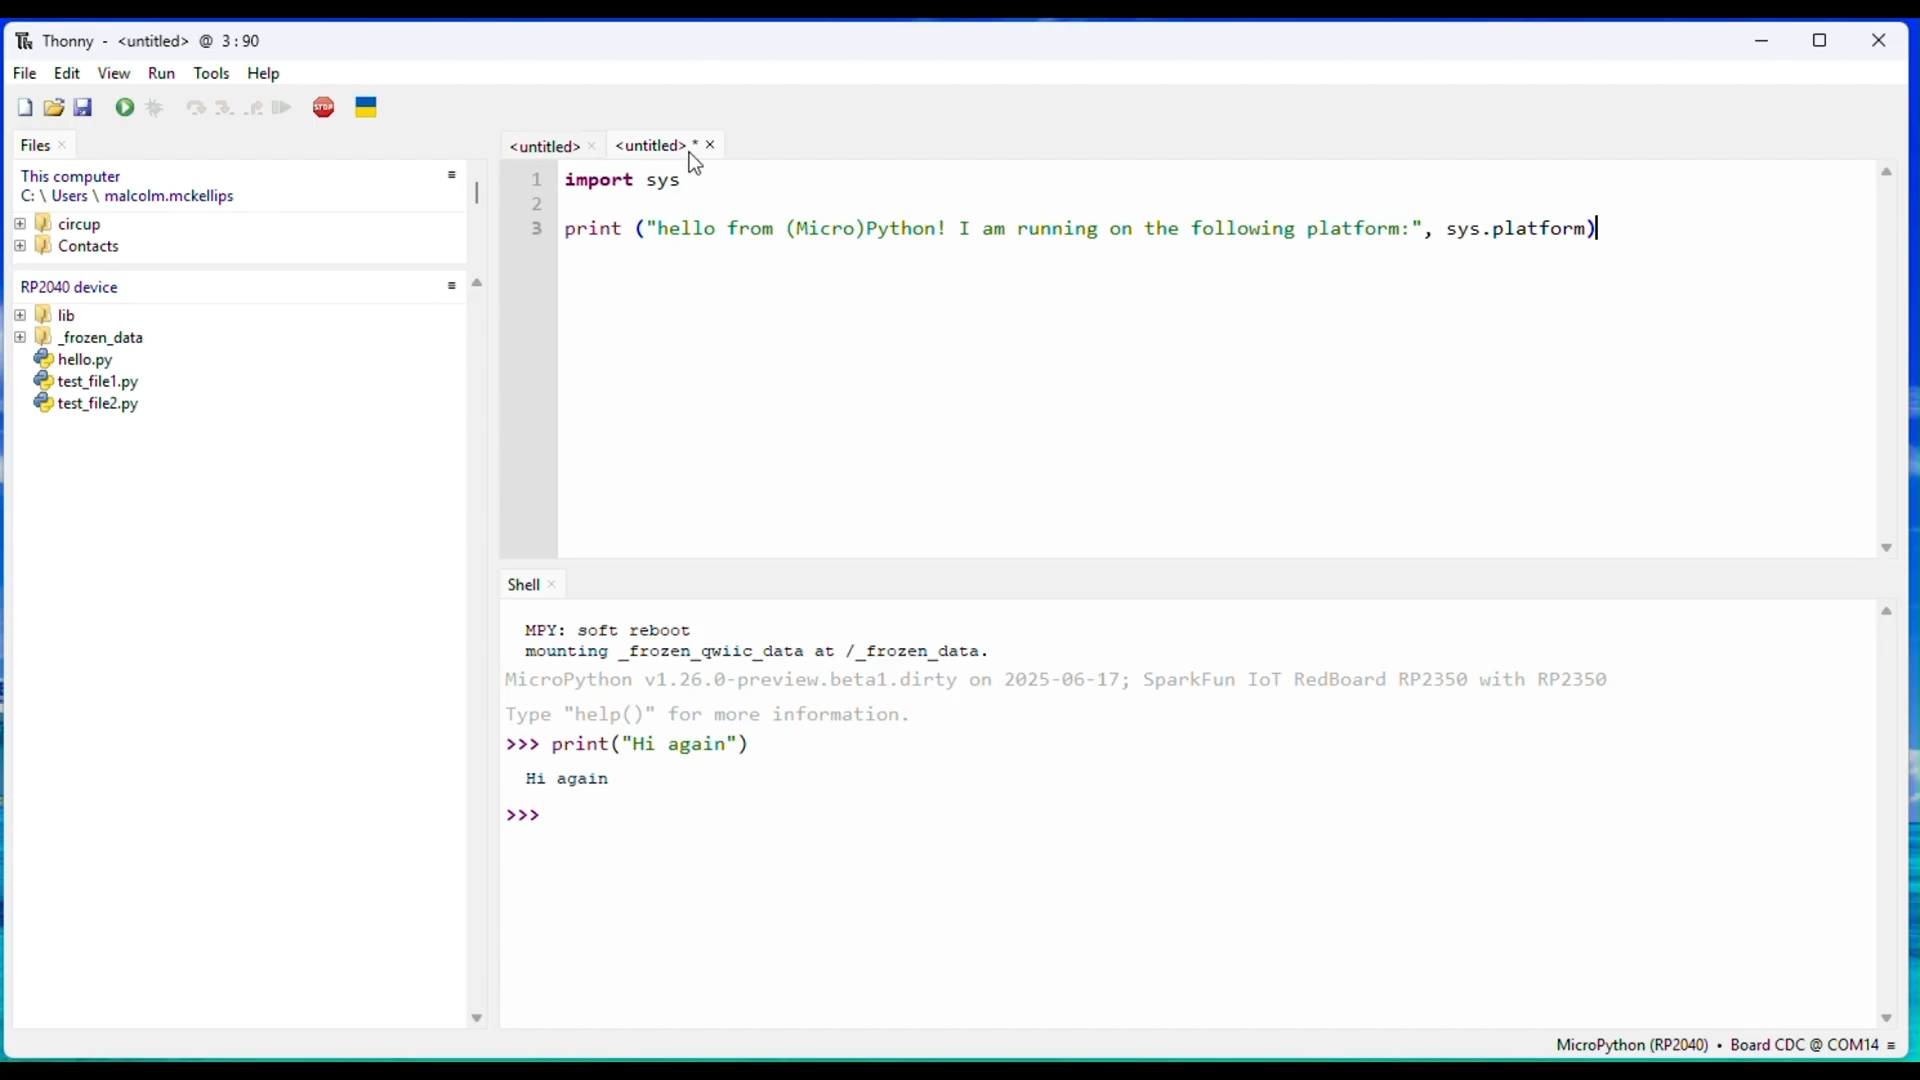 Thonny - <untitled> @ 3:90
File Edit View Run Tools Help
STOP
Files
<untitled> <untitled> *
This computer
C: \ Users \ malcolm.mckellips
circup
Contacts
RP2040 device
lib
_frozen_data
hello.py
test_file1.py
test_file2.py
1 import sys
2
3 print ("hello from (Micro)Python! I am running on the following platform:", sys.platform)
Shell
MPY: soft reboot
mounting _frozen_qwiic_data at /_frozen_data.
MicroPython v1.26.0-preview.beta1.dirty on 2025-06-17; SparkFun IoT RedBoard RP2350 with RP2350
Type "help()" for more information.
>>> print("Hi again")
Hi again
>>>
MicroPython (RP2040) • Board CDC @ COM14 ≡